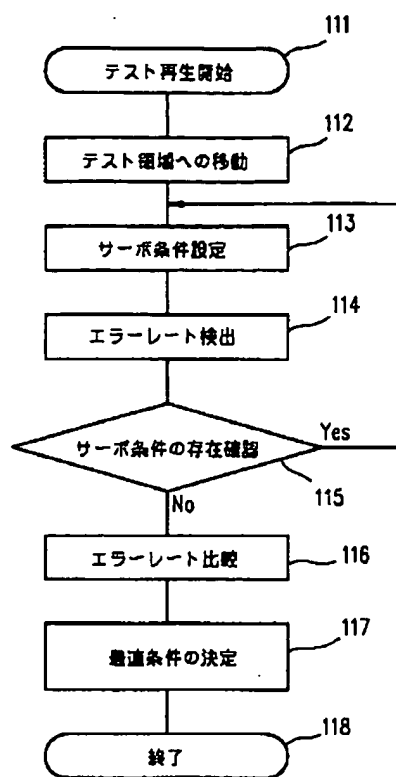 111
テスト再生開始
112
テスト領域への移動
113
サーボ条件設定
114
エラーレート検出
サーボ条件の存在確認
Yes
115
No
エラーレート比較
116
117
最適条件の決定
118
終了